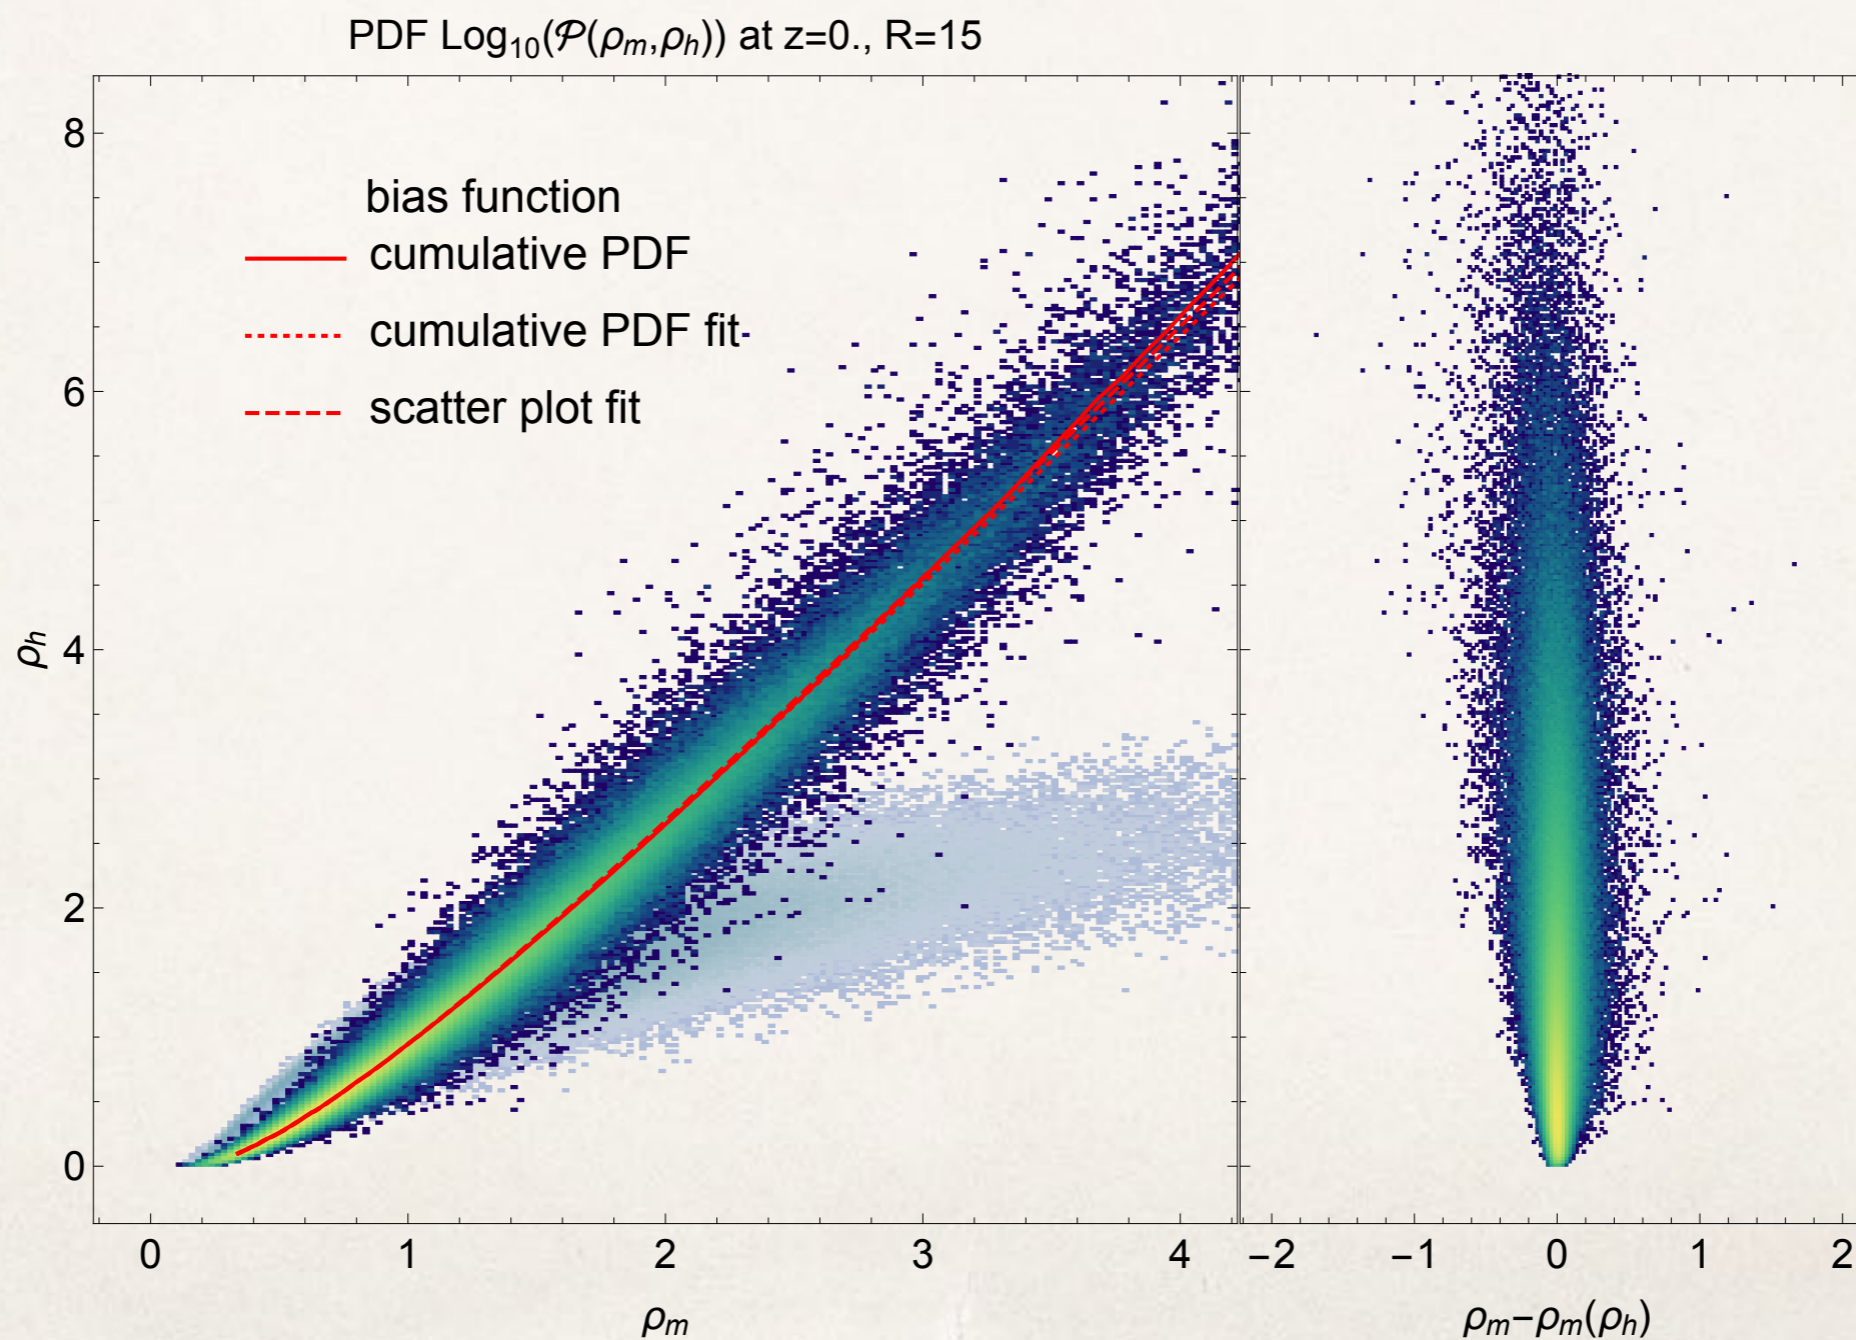 PDF Log₁₀(𝒫(ρₘ,ρₕ)) at z=0., R=15
bias function
cumulative PDF
cumulative PDF fit
scatter plot fit
8
6
4
2
0
ρₕ
0 1 2 3 4
−2 −1 0 1 2
ρₘ
ρₘ−ρₘ(ρₕ)